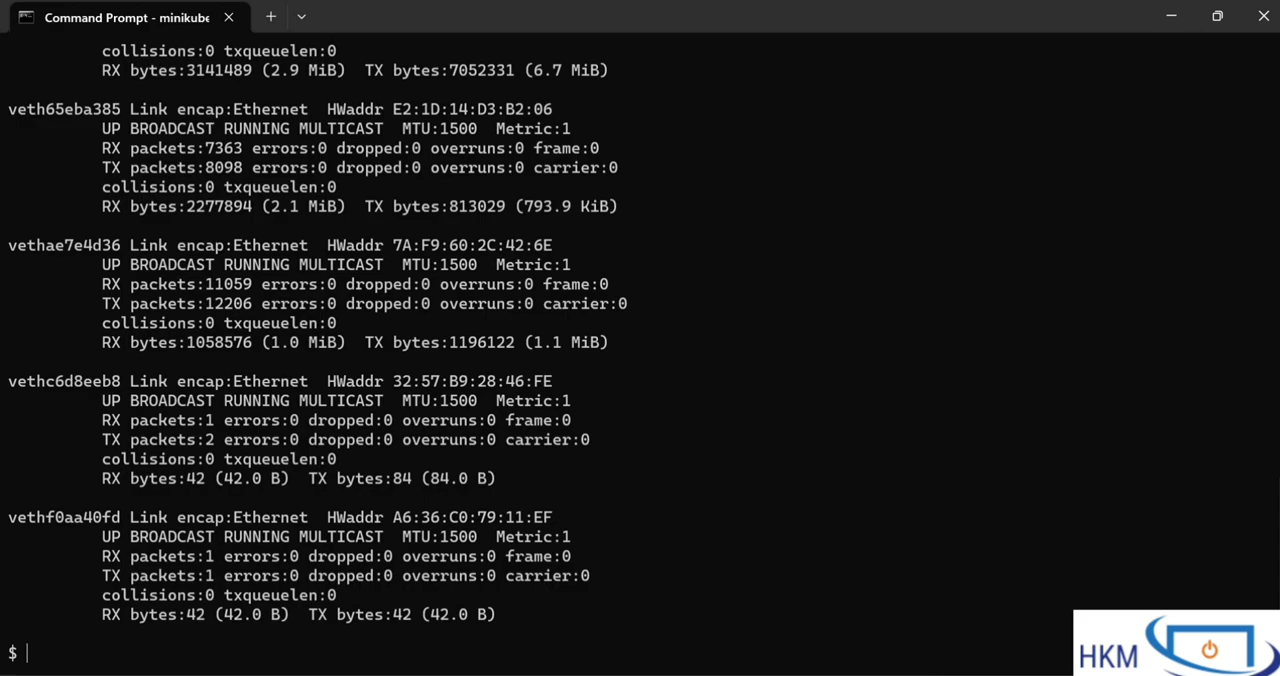 Command Prompt - minikube
collisions:0 txqueuelen:0
RX bytes:3141489 (2.9 MiB)  TX bytes:7052331 (6.7 MiB)
veth65eba385 Link encap:Ethernet  HWaddr E2:1D:14:D3:B2:06
UP BROADCAST RUNNING MULTICAST  MTU:1500  Metric:1
RX packets:7363 errors:0 dropped:0 overruns:0 frame:0
TX packets:8098 errors:0 dropped:0 overruns:0 carrier:0
collisions:0 txqueuelen:0
RX bytes:2277894 (2.1 MiB)  TX bytes:813029 (793.9 KiB)
vethae7e4d36 Link encap:Ethernet  HWaddr 7A:F9:60:2C:42:6E
UP BROADCAST RUNNING MULTICAST  MTU:1500  Metric:1
RX packets:11059 errors:0 dropped:0 overruns:0 frame:0
TX packets:12206 errors:0 dropped:0 overruns:0 carrier:0
collisions:0 txqueuelen:0
RX bytes:1058576 (1.0 MiB)  TX bytes:1196122 (1.1 MiB)
vethc6d8eeb8 Link encap:Ethernet  HWaddr 32:57:B9:28:46:FE
UP BROADCAST RUNNING MULTICAST  MTU:1500  Metric:1
RX packets:1 errors:0 dropped:0 overruns:0 frame:0
TX packets:2 errors:0 dropped:0 overruns:0 carrier:0
collisions:0 txqueuelen:0
RX bytes:42 (42.0 B)  TX bytes:84 (84.0 B)
vethf0aa40fd Link encap:Ethernet  HWaddr A6:36:C0:79:11:EF
UP BROADCAST RUNNING MULTICAST  MTU:1500  Metric:1
RX packets:1 errors:0 dropped:0 overruns:0 frame:0
TX packets:1 errors:0 dropped:0 overruns:0 carrier:0
collisions:0 txqueuelen:0
RX bytes:42 (42.0 B)  TX bytes:42 (42.0 B)
$
HKM